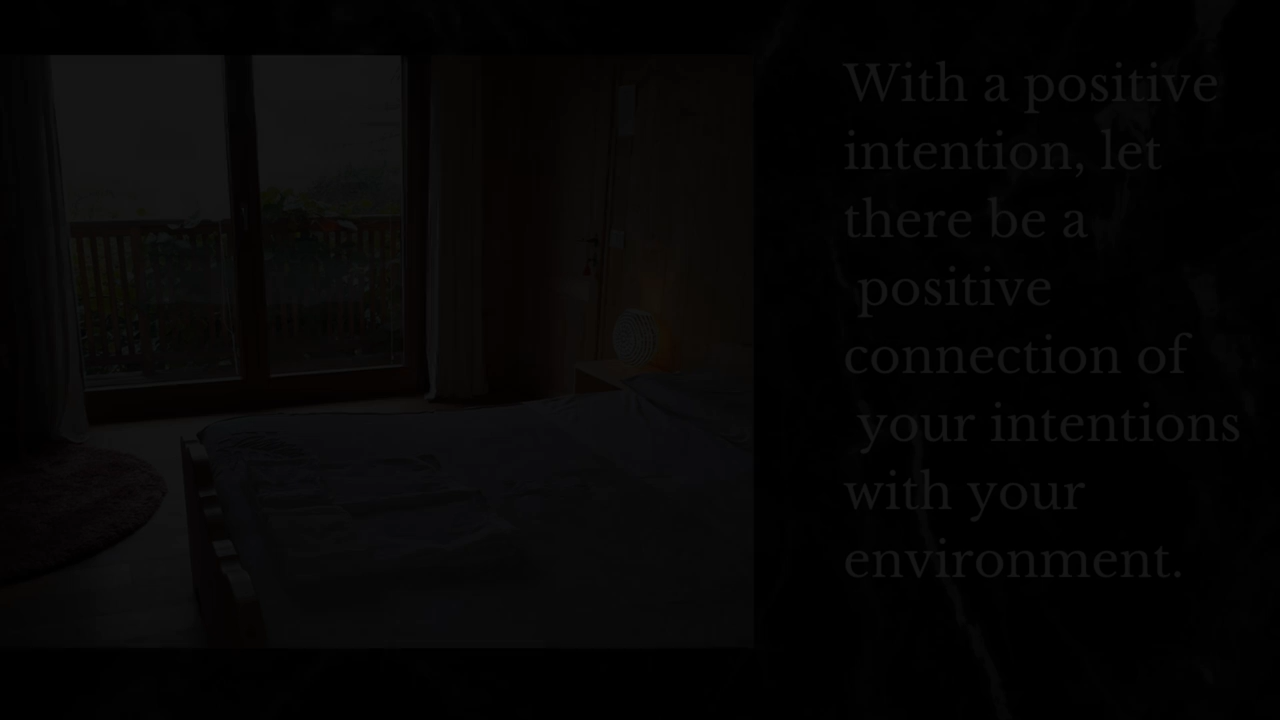 With a positive
intention, let
there be a
positive
connection of
your intentions
with your
environment.